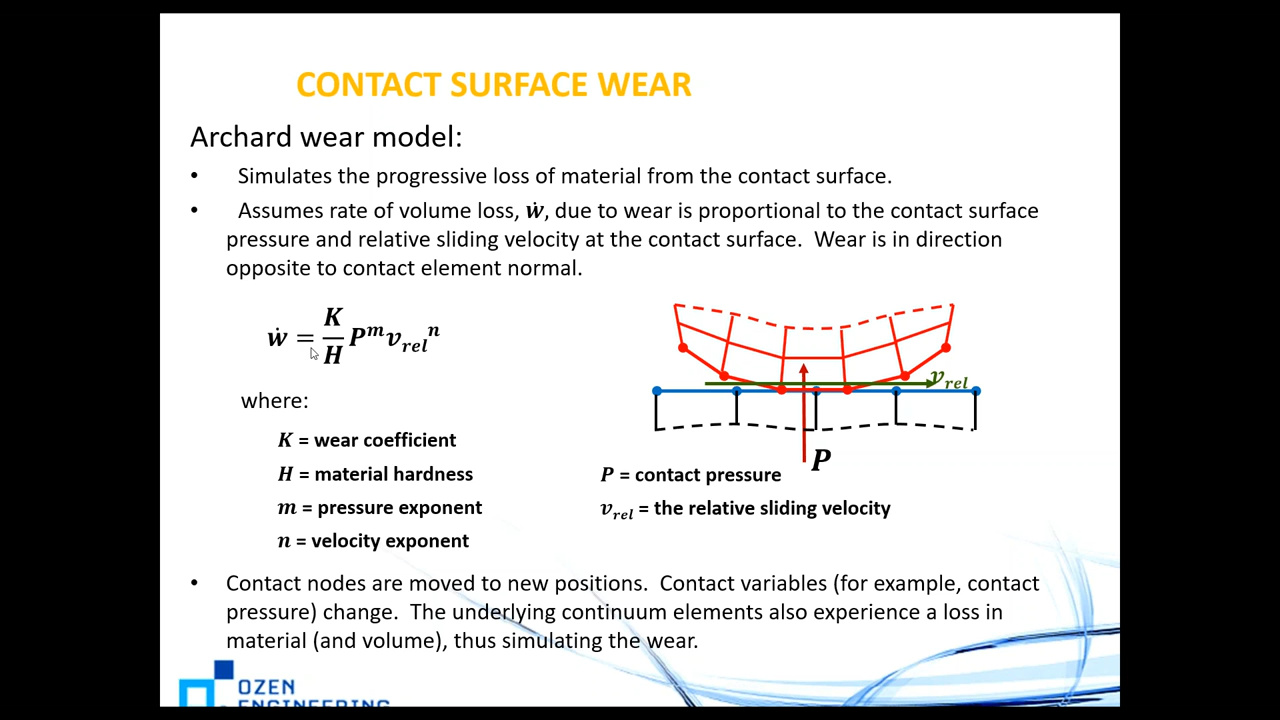 CONTACT SURFACE WEAR
Archard wear model:
• Simulates the progressive loss of material from the contact surface.
• Assumes rate of volume loss, ẇ, due to wear is proportional to the contact surface
pressure and relative sliding velocity at the contact surface. Wear is in direction
opposite to contact element normal.
ẇ = K/H P^m v_rel^n
v_rel
where:
P
K = wear coefficient
H = material hardness
P = contact pressure
m = pressure exponent
v_rel = the relative sliding velocity
n = velocity exponent
• Contact nodes are moved to new positions. Contact variables (for example, contact
pressure) change. The underlying continuum elements also experience a loss in
material (and volume), thus simulating the wear.
OZEN
ENGINEERING